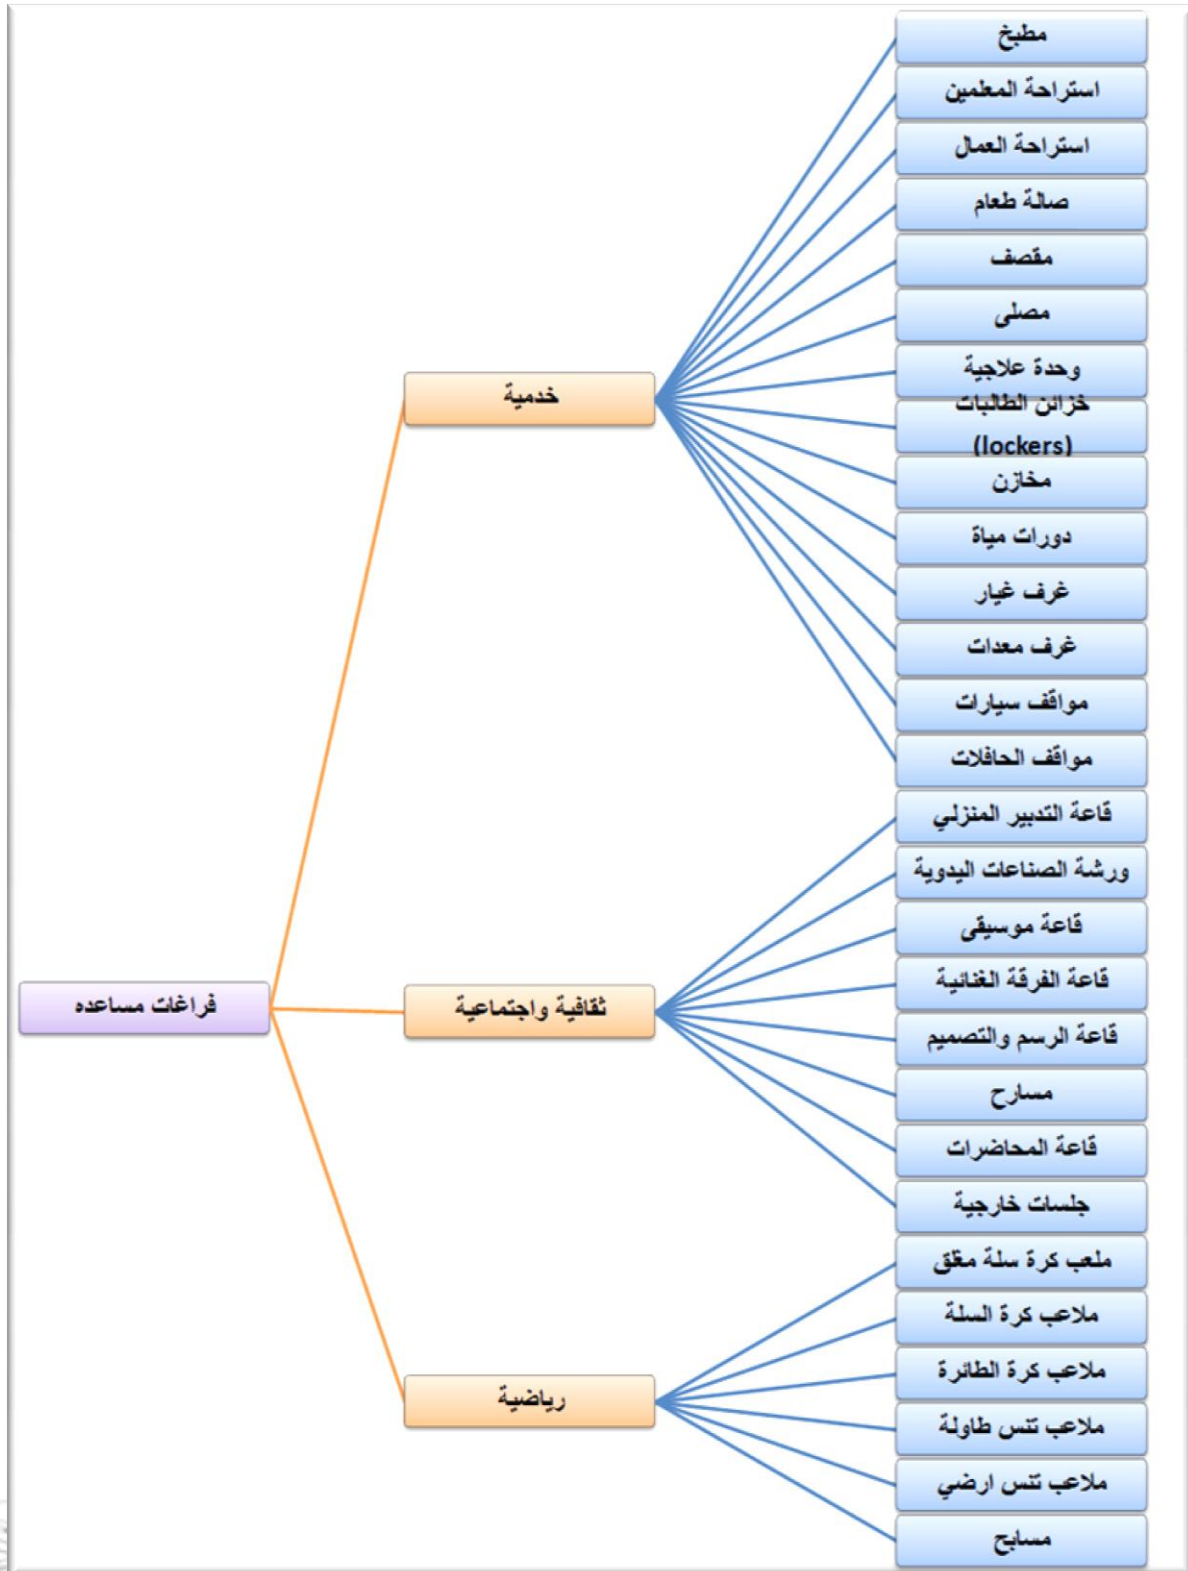 مطبخ
استراحة المعلمين
استراحة العمال
صالة طعام
مقصف
مصلى
وحدة علاجية
خزائن الطالبات
(lockers)
مخازن
دورات مياة
غرف غيار
غرف معدات
مواقف سيارات
مواقف الحافلات
خدمية
قاعة التدبير المنزلي
ورشة الصناعات اليدوية
قاعة موسيقى
قاعة الفرقة الغنائية
قاعة الرسم والتصميم
مسارح
قاعة المحاضرات
جلسات خارجية
ثقافية واجتماعية
فراغات مساعده
ملعب كرة سلة مغلق
ملاعب كرة السلة
ملاعب كرة الطائرة
ملاعب تنس طاولة
ملاعب تنس ارضي
مسابح
رياضية